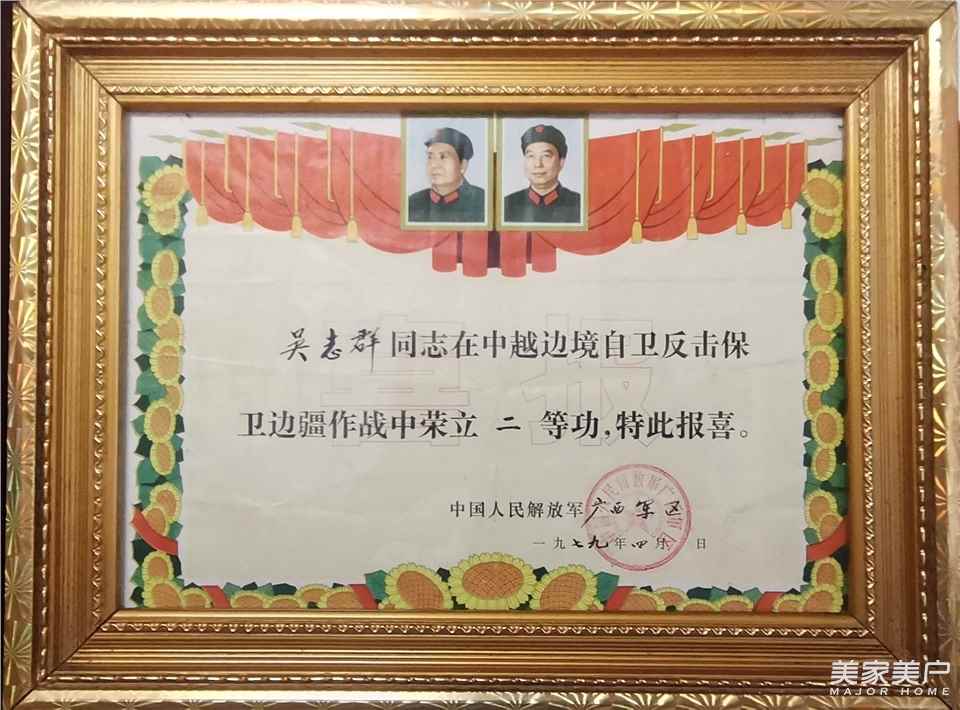 喜报
吴志群同志在中越边境自卫反击保
卫边疆作战中荣立 二 等功，特此报喜。
中国人民解放军广西军区
一九七九年四月 日
美家美户
MAJOR HOME